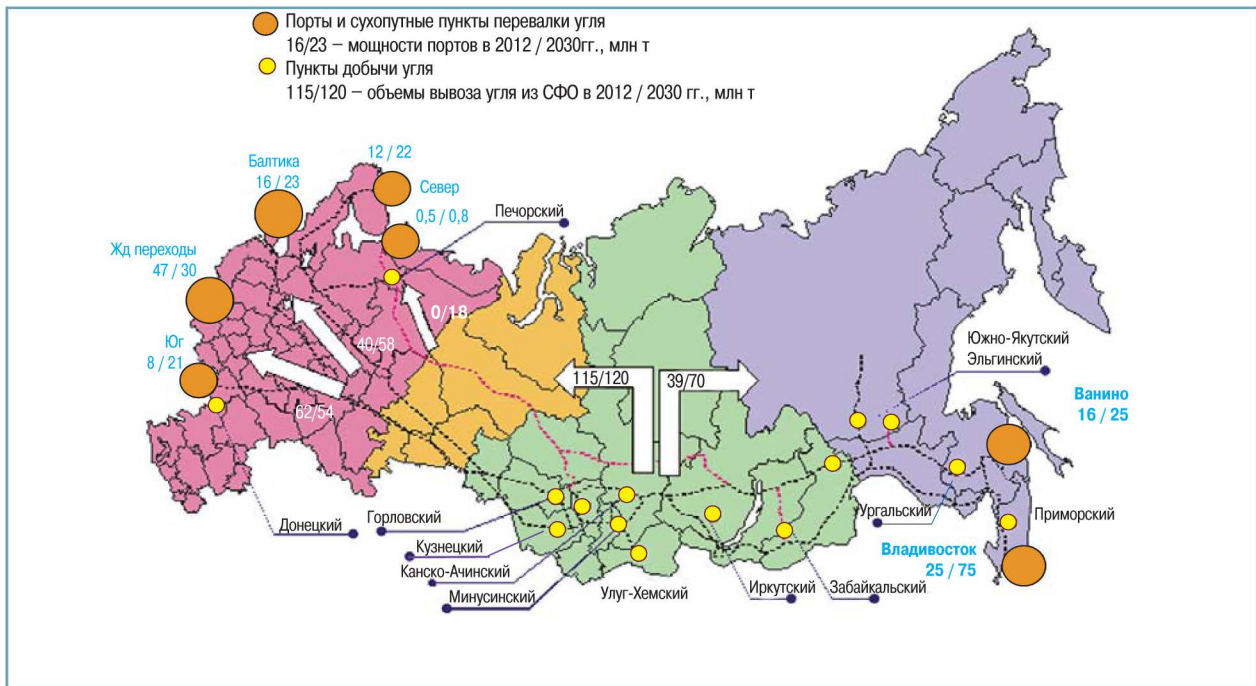 Порты и сухопутные пункты перевалки угля
16/23 – мощности портов в 2012 / 2030гг., млн т
Пункты добычи угля
115/120 – объемы вывоза угля из СФО в 2012 / 2030 гг., млн т
12 / 22
Балтика
16 / 23
Север
0,5 / 0,8
Печорский
Жд переходы
47 / 30
0/18
Юг
8 / 21
40/58
62/54
115/120
39/70
Южно-Якутский
Эльгинский
Ванино
16 / 25
Донецкий
Горловский
Кузнецкий
Канско-Ачинский
Минусинский
Улуг-Хемский
Иркутский
Забайкальский
Ургальский
Приморский
Владивосток
25 / 75